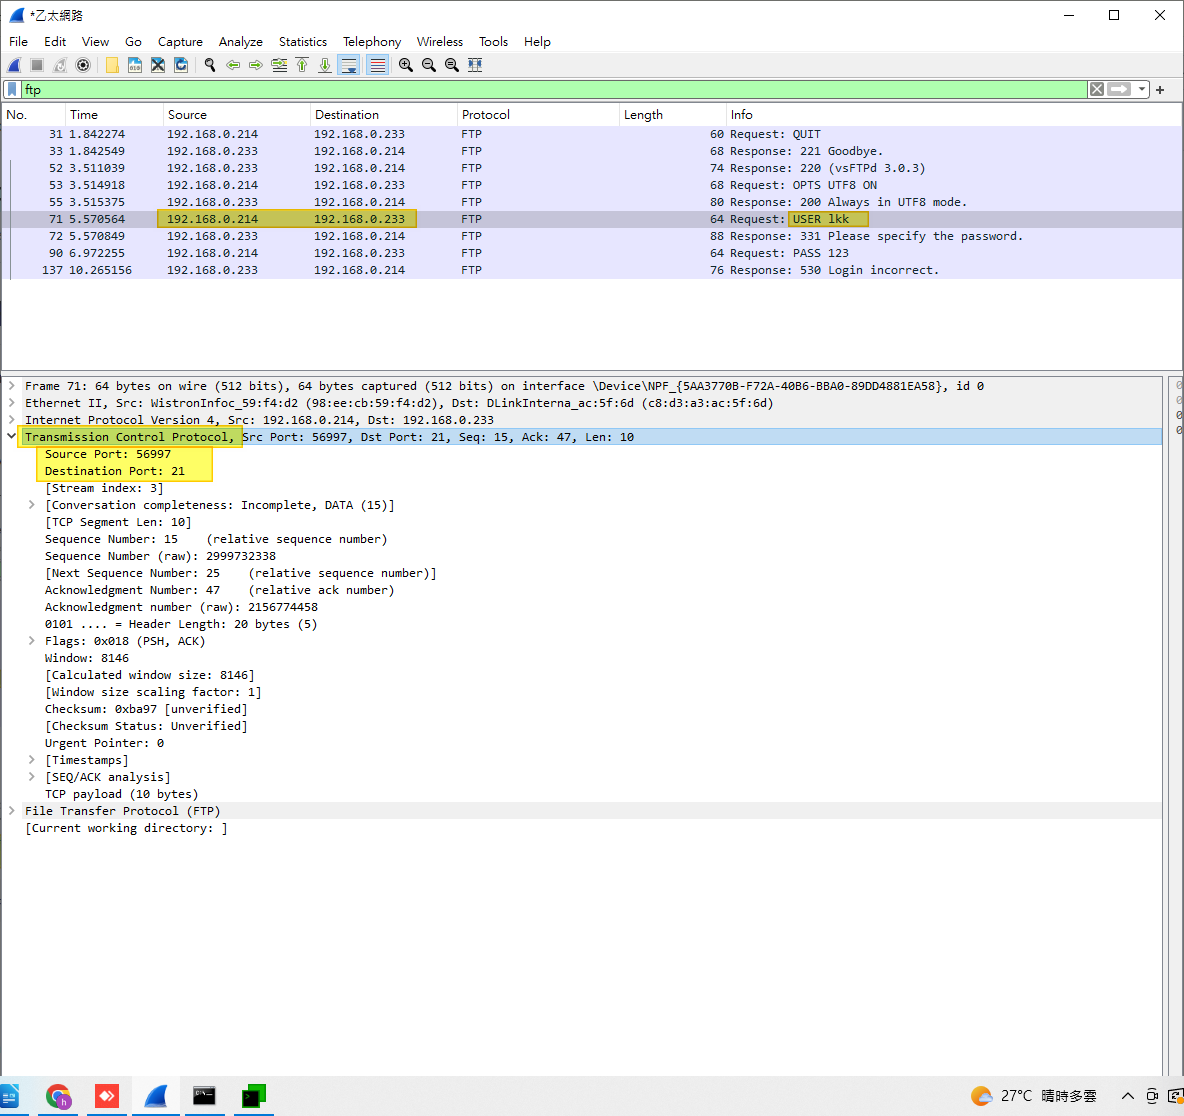 *乙太網路
File Edit View Go Capture Analyze Statistics Telephony Wireless Tools Help
ftp
No. Time Source Destination Protocol Length Info
31 1.842274 192.168.0.214 192.168.0.233 FTP 60 Request: QUIT
33 1.842549 192.168.0.233 192.168.0.214 FTP 68 Response: 221 Goodbye.
52 3.511039 192.168.0.233 192.168.0.214 FTP 74 Response: 220 (vsFTPd 3.0.3)
53 3.514918 192.168.0.214 192.168.0.233 FTP 68 Request: OPTS UTF8 ON
55 3.515375 192.168.0.233 192.168.0.214 FTP 80 Response: 200 Always in UTF8 mode.
71 5.570564 192.168.0.214 192.168.0.233 FTP 64 Request: USER lkk
72 5.570849 192.168.0.233 192.168.0.214 FTP 88 Response: 331 Please specify the password.
90 6.972255 192.168.0.214 192.168.0.233 FTP 64 Request: PASS 123
137 10.265156 192.168.0.233 192.168.0.214 FTP 76 Response: 530 Login incorrect.
Frame 71: 64 bytes on wire (512 bits), 64 bytes captured (512 bits) on interface \Device\NPF_{5AA3770B-F72A-40B6-BBA0-89DD4881EA58}, id 0
Ethernet II, Src: WistronInfoc_59:f4:d2 (98:ee:cb:59:f4:d2), Dst: DLinkInterna_ac:5f:6d (c8:d3:a3:ac:5f:6d)
Internet Protocol Version 4, Src: 192.168.0.214, Dst: 192.168.0.233
Transmission Control Protocol, Src Port: 56997, Dst Port: 21, Seq: 15, Ack: 47, Len: 10
Source Port: 56997
Destination Port: 21
[Stream index: 3]
[Conversation completeness: Incomplete, DATA (15)]
[TCP Segment Len: 10]
Sequence Number: 15 (relative sequence number)
Sequence Number (raw): 2999732338
[Next Sequence Number: 25 (relative sequence number)]
Acknowledgment Number: 47 (relative ack number)
Acknowledgment number (raw): 2156774458
0101 .... = Header Length: 20 bytes (5)
Flags: 0x018 (PSH, ACK)
Window: 8146
[Calculated window size: 8146]
[Window size scaling factor: 1]
Checksum: 0xba97 [unverified]
[Checksum Status: Unverified]
Urgent Pointer: 0
[Timestamps]
[SEQ/ACK analysis]
TCP payload (10 bytes)
File Transfer Protocol (FTP)
[Current working directory: ]
27°C 晴時多雲